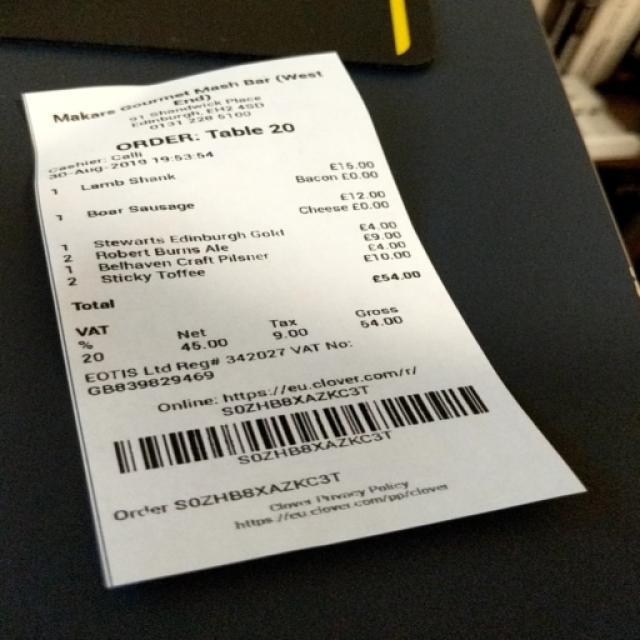 Makars Gourmet Mash Bar (West
End)
91 Shandwick Place
Edinburgh, EH2 4SD
0131 228 5100
ORDER: Table 20
Cashier: Calli
30-Aug-2019 19:53:54
1 Lamb Shank £15.00
Bacon £0.00
1 Boar Sausage £12.00
Cheese £0.00
1 Stewarts Edinburgh Gold £4.00
2 Robert Burns Ale £9.00
1 Belhaven Craft Pilsner £4.00
2 Sticky Toffee £10.00
Total £54.00
VAT Net Tax Gross
% 45.00 9.00 54.00
20
EOTIS Ltd Reg# 342027 VAT No:
GB839829469
Online: https://eu.clover.com/r/
S0ZHB8XAZKC3T
S0ZHB8XAZKC3T
Order S0ZHB8XAZKC3T
Clover Privacy Policy
https://eu.clover.com/pp/clover